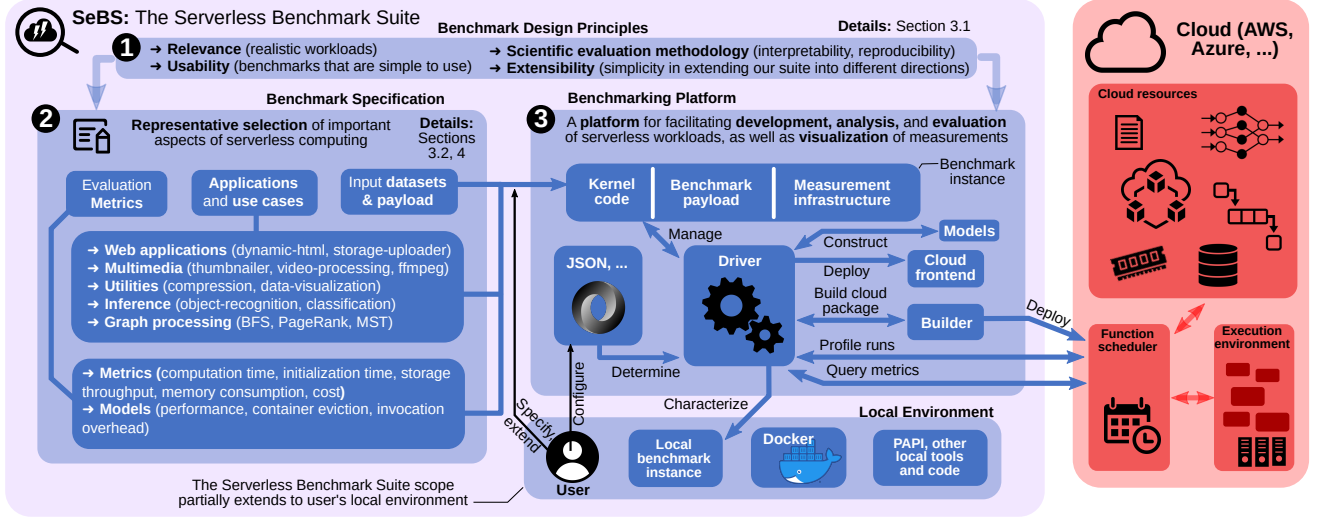 SeBS: The Serverless Benchmark Suite
Benchmark Design Principles
Details: Section 3.1
1
➜ Relevance (realistic workloads)
➜ Usability (benchmarks that are simple to use)
➜ Scientific evaluation methodology (interpretability, reproducibility)
➜ Extensibility (simplicity in extending our suite into different directions)
Benchmark Specification
2
Representative selection of important
aspects of serverless computing
Details:
Sections
3.2, 4
Evaluation
Metrics
Applications
and use cases
Input datasets
& payload
➜ Web applications (dynamic-html, storage-uploader)
➜ Multimedia (thumbnailer, video-processing, ffmpeg)
➜ Utilities (compression, data-visualization)
➜ Inference (object-recognition, classification)
➜ Graph processing (BFS, PageRank, MST)
➜ Metrics (computation time, initialization time, storage
throughput, memory consumption, cost)
➜ Models (performance, container eviction, invocation
overhead)
Benchmarking Platform
3
A platform for facilitating development, analysis, and evaluation
of serverless workloads, as well as visualization of measurements
Kernel
code
Benchmark
payload
Measurement
infrastructure
Benchmark
instance
Manage
JSON, ...
Driver
Construct
Models
Deploy
Cloud
frontend
Build cloud
package
Builder
Deploy
Profile runs
Query metrics
Determine
Characterize
Configure
Specify,
extend
User
Local Environment
Local
benchmark
instance
Docker
PAPI, other
local tools
and code
The Serverless Benchmark Suite scope
partially extends to user's local environment
Cloud (AWS,
Azure, ...)
Cloud resources
Function
scheduler
Execution
environment